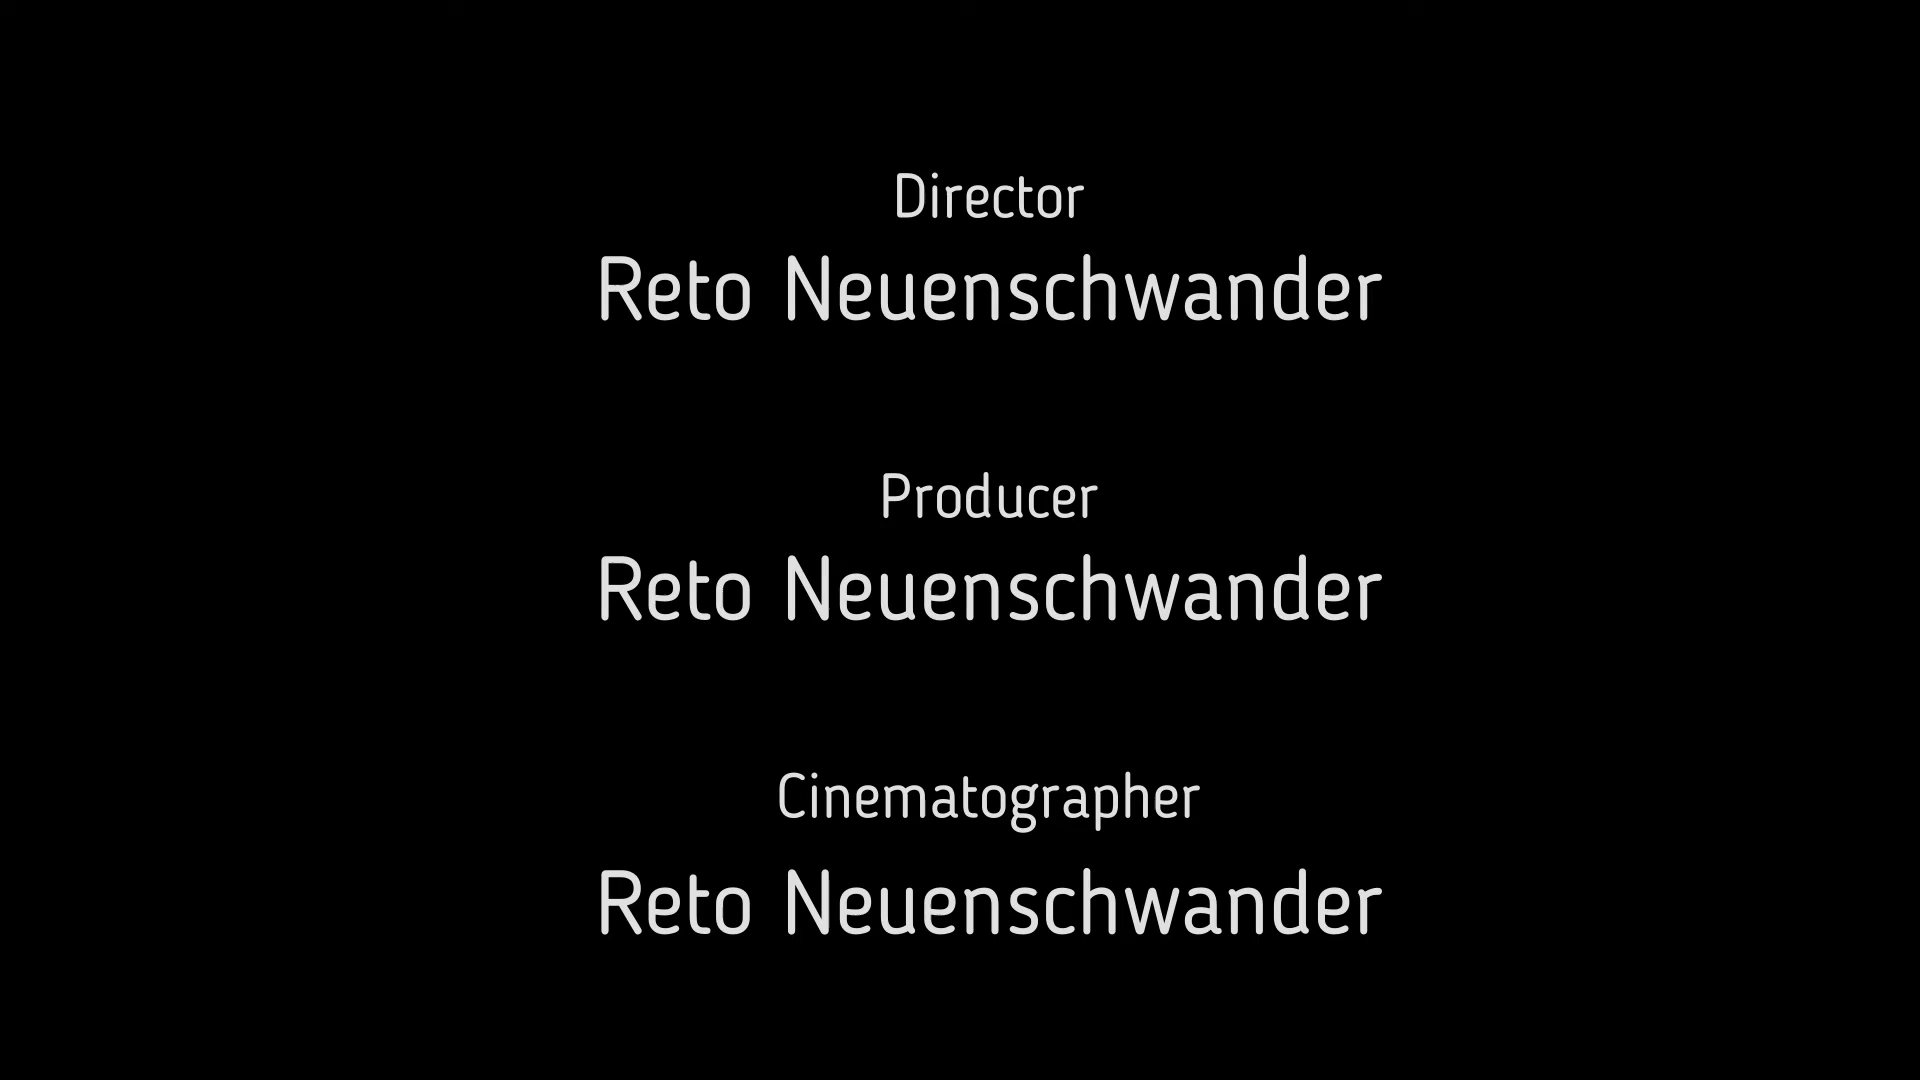 Director
Reto Neuenschwander
Producer
Reto Neuenschwander
Cinematographer
Reto Neuenschwander